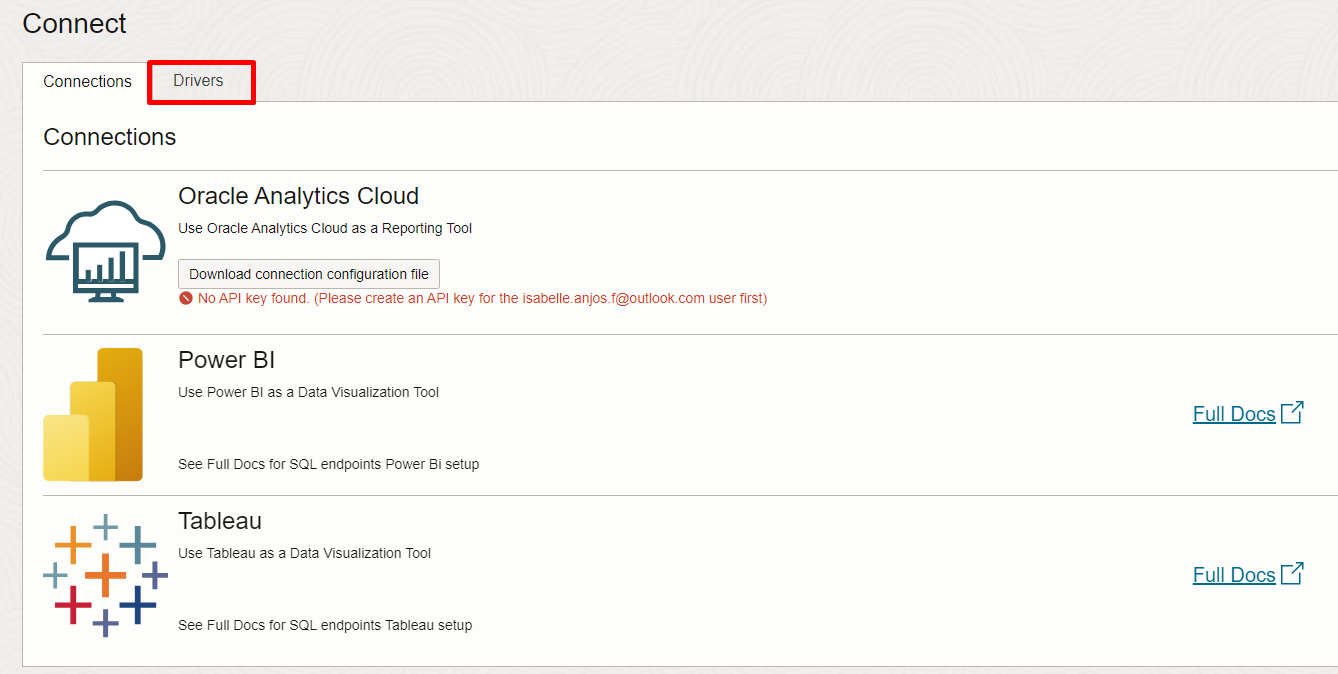 Connect
Connections
Drivers
Connections
Oracle Analytics Cloud
Use Oracle Analytics Cloud as a Reporting Tool
Download connection configuration file
No API key found. (Please create an API key for the isabelle.anjos.f@outlook.com user first)
Power BI
Use Power BI as a Data Visualization Tool
Full Docs
See Full Docs for SQL endpoints Power Bi setup
Tableau
Use Tableau as a Data Visualization Tool
Full Docs
See Full Docs for SQL endpoints Tableau setup